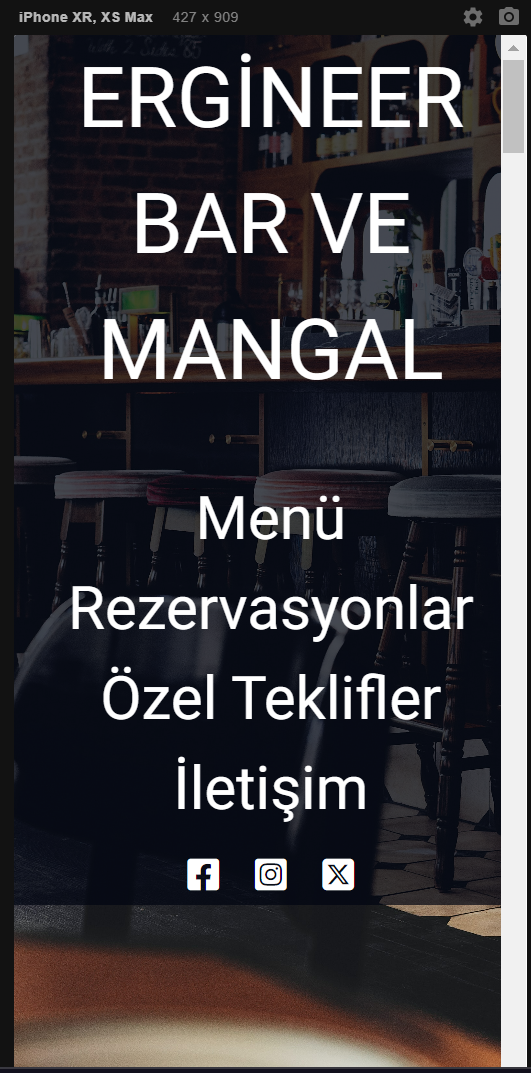 iPhone XR, XS Max 427 x 909
ERGİNEER
BAR VE
MANGAL
Menü
Rezervasyonlar
Özel Teklifler
İletişim